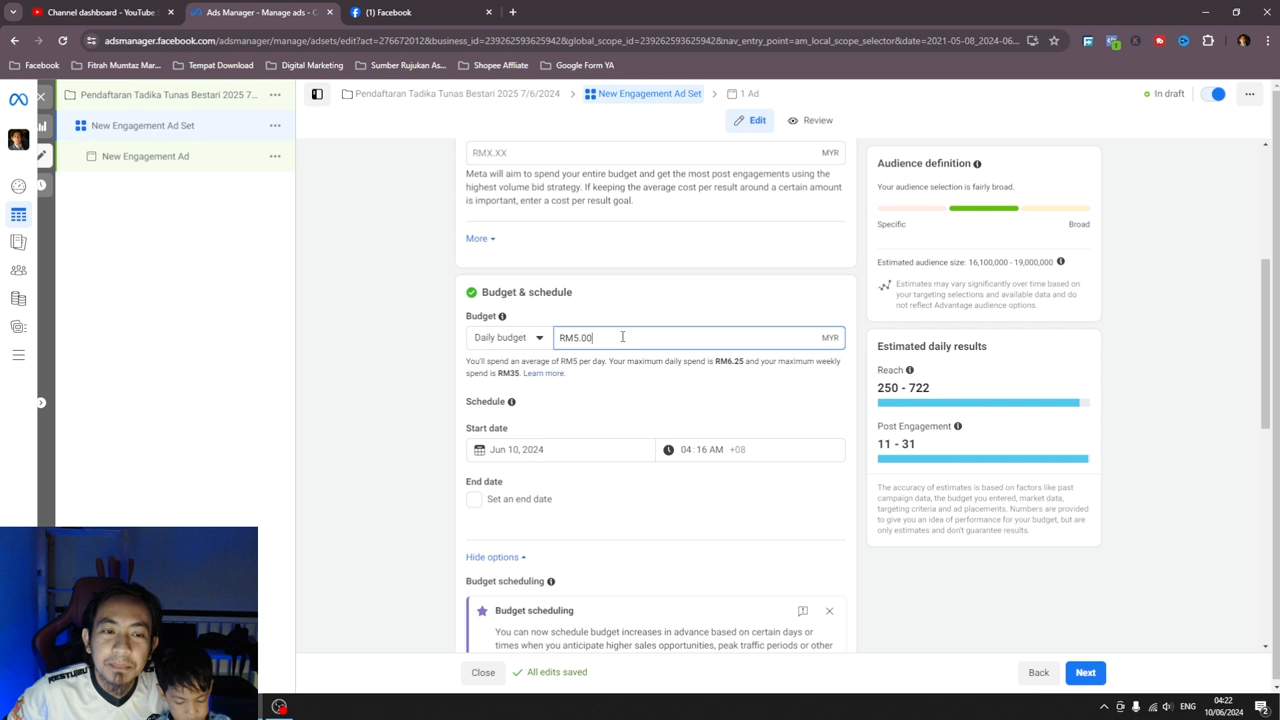 Channel dashboard - YouTube
Ads Manager - Manage ads - C
(1) Facebook
adsmanager.facebook.com/adsmanager/manage/adsets/edit?act=276672012&business_id=239262593625942&global_scope_id=239262593625942&nav_entry_point=am_local_scope_selector&date=2021-05-08_2024-06...
Facebook
Fitrah Mumtaz Mar...
Tempat Download
Digital Marketing
Sumber Rujukan As...
Shopee Affliate
Google Form YA
Pendaftaran Tadika Tunas Bestari 2025 7...
New Engagement Ad Set
New Engagement Ad
Pendaftaran Tadika Tunas Bestari 2025 7/6/2024
New Engagement Ad Set
1 Ad
In draft
Edit
Review
RMX.XX
MYR
Meta will aim to spend your entire budget and get the most post engagements using the
highest volume bid strategy. If keeping the average cost per result around a certain amount
is important, enter a cost per result goal.
More
Budget & schedule
Budget
Daily budget
RM5.00
MYR
You'll spend an average of RM5 per day. Your maximum daily spend is RM6.25 and your maximum weekly
spend is RM35. Learn more.
Schedule
Start date
Jun 10, 2024
04:16 AM +08
End date
Set an end date
Hide options
Budget scheduling
Budget scheduling
You can now schedule budget increases in advance based on certain days or
times when you anticipate higher sales opportunities, peak traffic periods or other
Close
All edits saved
Back
Next
Audience definition
Your audience selection is fairly broad.
Specific
Broad
Estimated audience size: 16,100,000 - 19,000,000
Estimates may vary significantly over time based on
your targeting selections and available data and do
not reflect Advantage audience options.
Estimated daily results
Reach
250 - 722
Post Engagement
11 - 31
The accuracy of estimates is based on factors like past
campaign data, the budget you entered, market data,
targeting criteria and ad placements. Numbers are provided
to give you an idea of performance for your budget, but are
only estimates and don't guarantee results.
ENG
04:22
10/06/2024
2